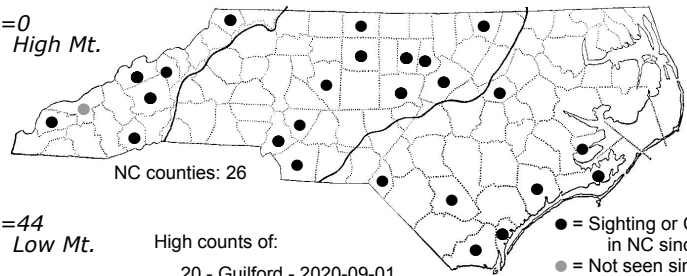 =0
High Mt.
NC counties: 26
=44
Low Mt.
High counts of:
● = Sighting or
in NC sinc
20 - Guilford - 2020-09-01
● = Not seen sin